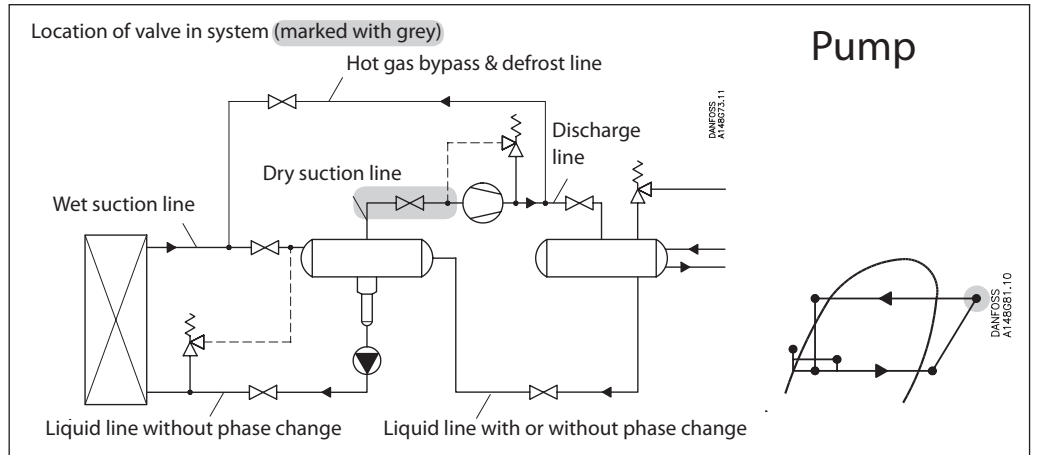 Location of valve in system (marked with grey)
Pump
Hot gas bypass & defrost line
DANFOSS
A148G73.11
Discharge
line
Dry suction line
Wet suction line
DANFOSS
A148G81.10
Liquid line without phase change
Liquid line with or without phase change